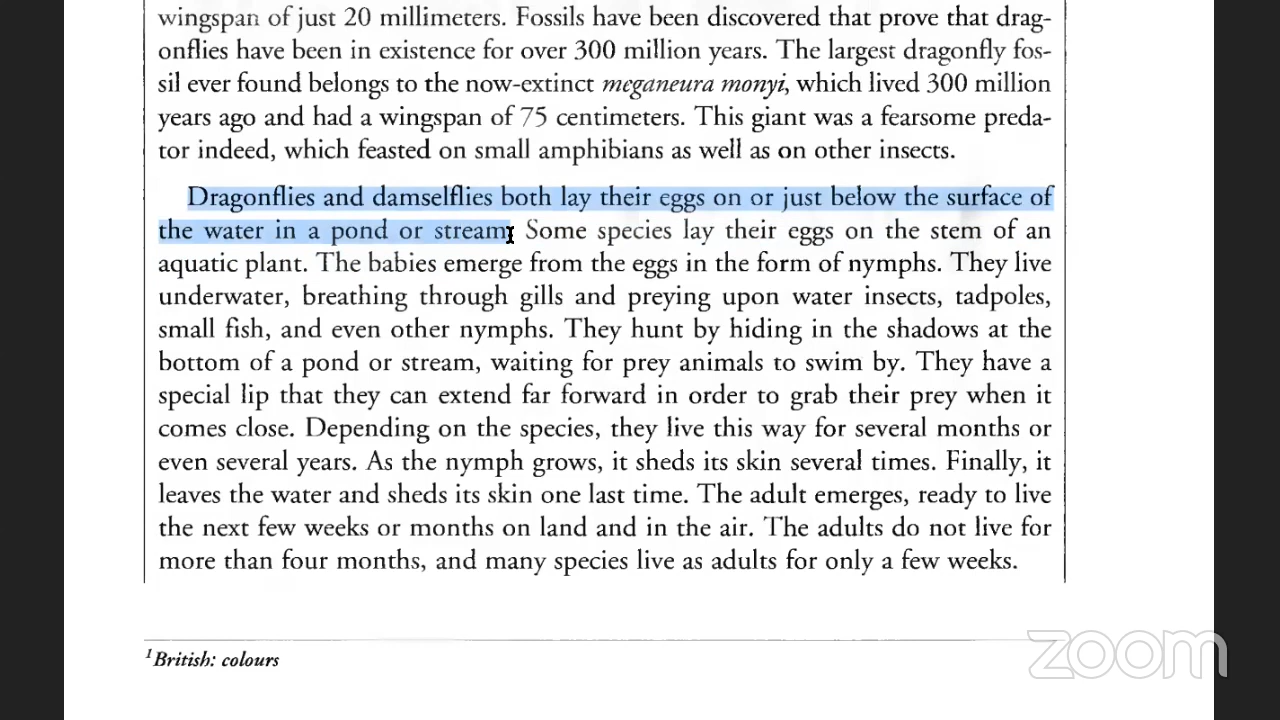 wingspan of just 20 millimeters. Fossils have been discovered that prove that drag-
onflies have been in existence for over 300 million years. The largest dragonfly fos-
sil ever found belongs to the now-extinct meganeura monyi, which lived 300 million
years ago and had a wingspan of 75 centimeters. This giant was a fearsome preda-
tor indeed, which feasted on small amphibians as well as on other insects.
Dragonflies and damselflies both lay their eggs on or just below the surface of
the water in a pond or stream. Some species lay their eggs on the stem of an
aquatic plant. The babies emerge from the eggs in the form of nymphs. They live
underwater, breathing through gills and preying upon water insects, tadpoles,
small fish, and even other nymphs. They hunt by hiding in the shadows at the
bottom of a pond or stream, waiting for prey animals to swim by. They have a
special lip that they can extend far forward in order to grab their prey when it
comes close. Depending on the species, they live this way for several months or
even several years. As the nymph grows, it sheds its skin several times. Finally, it
leaves the water and sheds its skin one last time. The adult emerges, ready to live
the next few weeks or months on land and in the air. The adults do not live for
more than four months, and many species live as adults for only a few weeks.
1British: colours
zoom